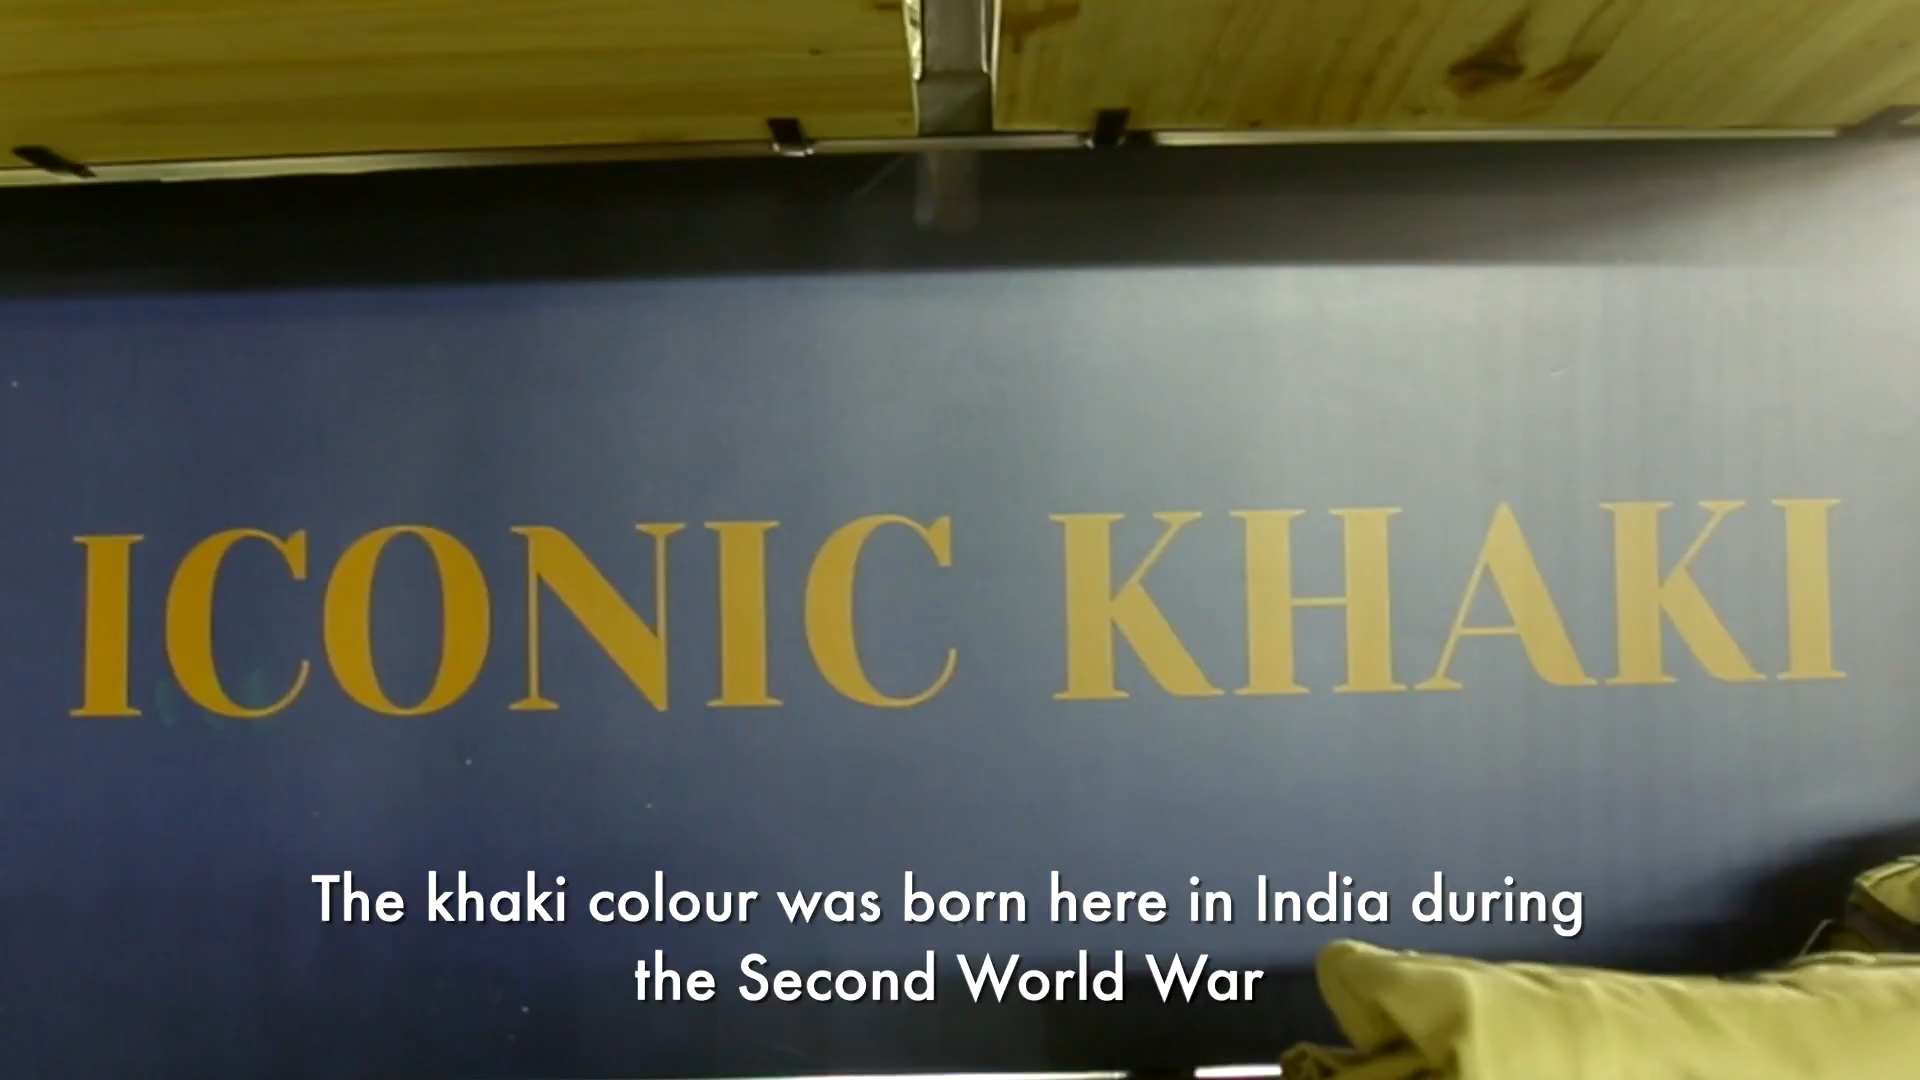 ICONIC KHAKI
The khaki colour was born here in India during
the Second World War